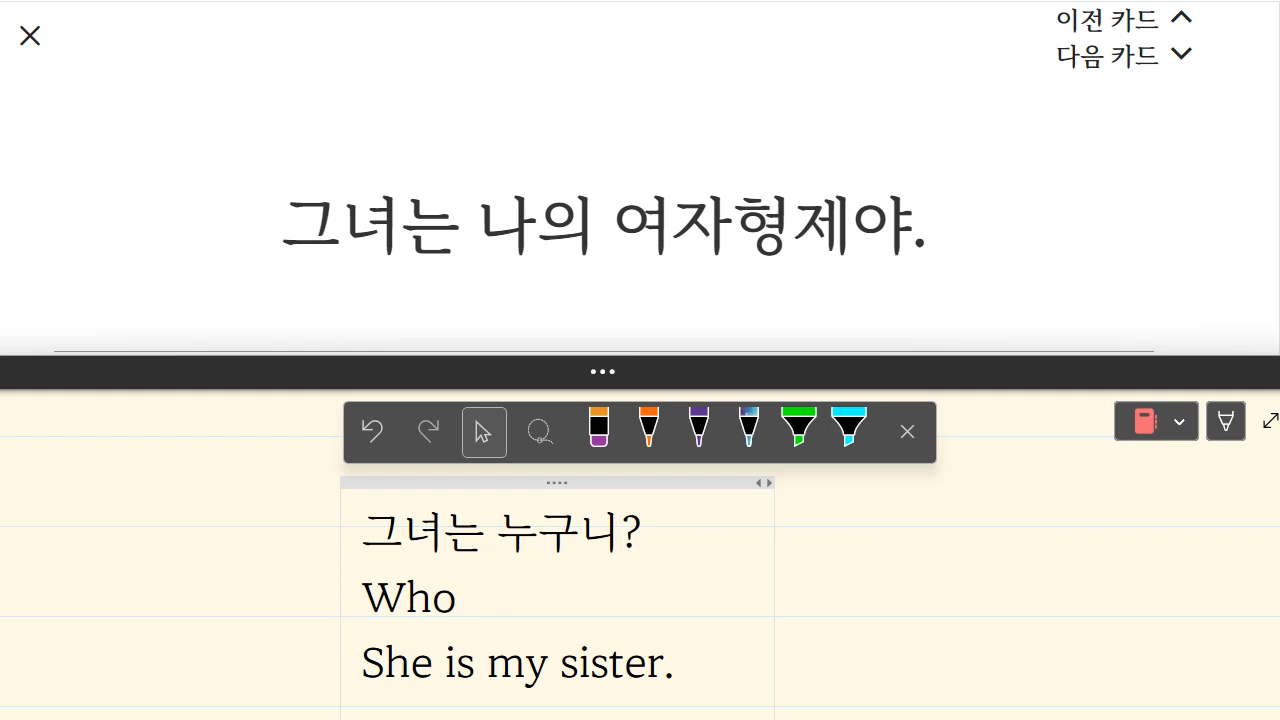 이전 카드
다음 카드
그녀는 나의 여자형제야.
그녀는 누구니?
Who
She is my sister.